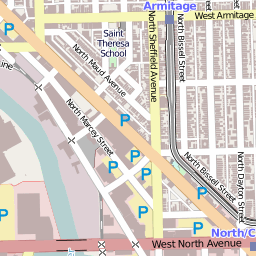 Armitage
West Armitage
Saint
Theresa
School
North Sheffield Avenue
North Bissell Street
North Maud Avenue
Line
North Marcey Street
P
P
P
P
P
P
P
P
P
North Bissell Street
North Dayton Street
North/C
West North Avenue